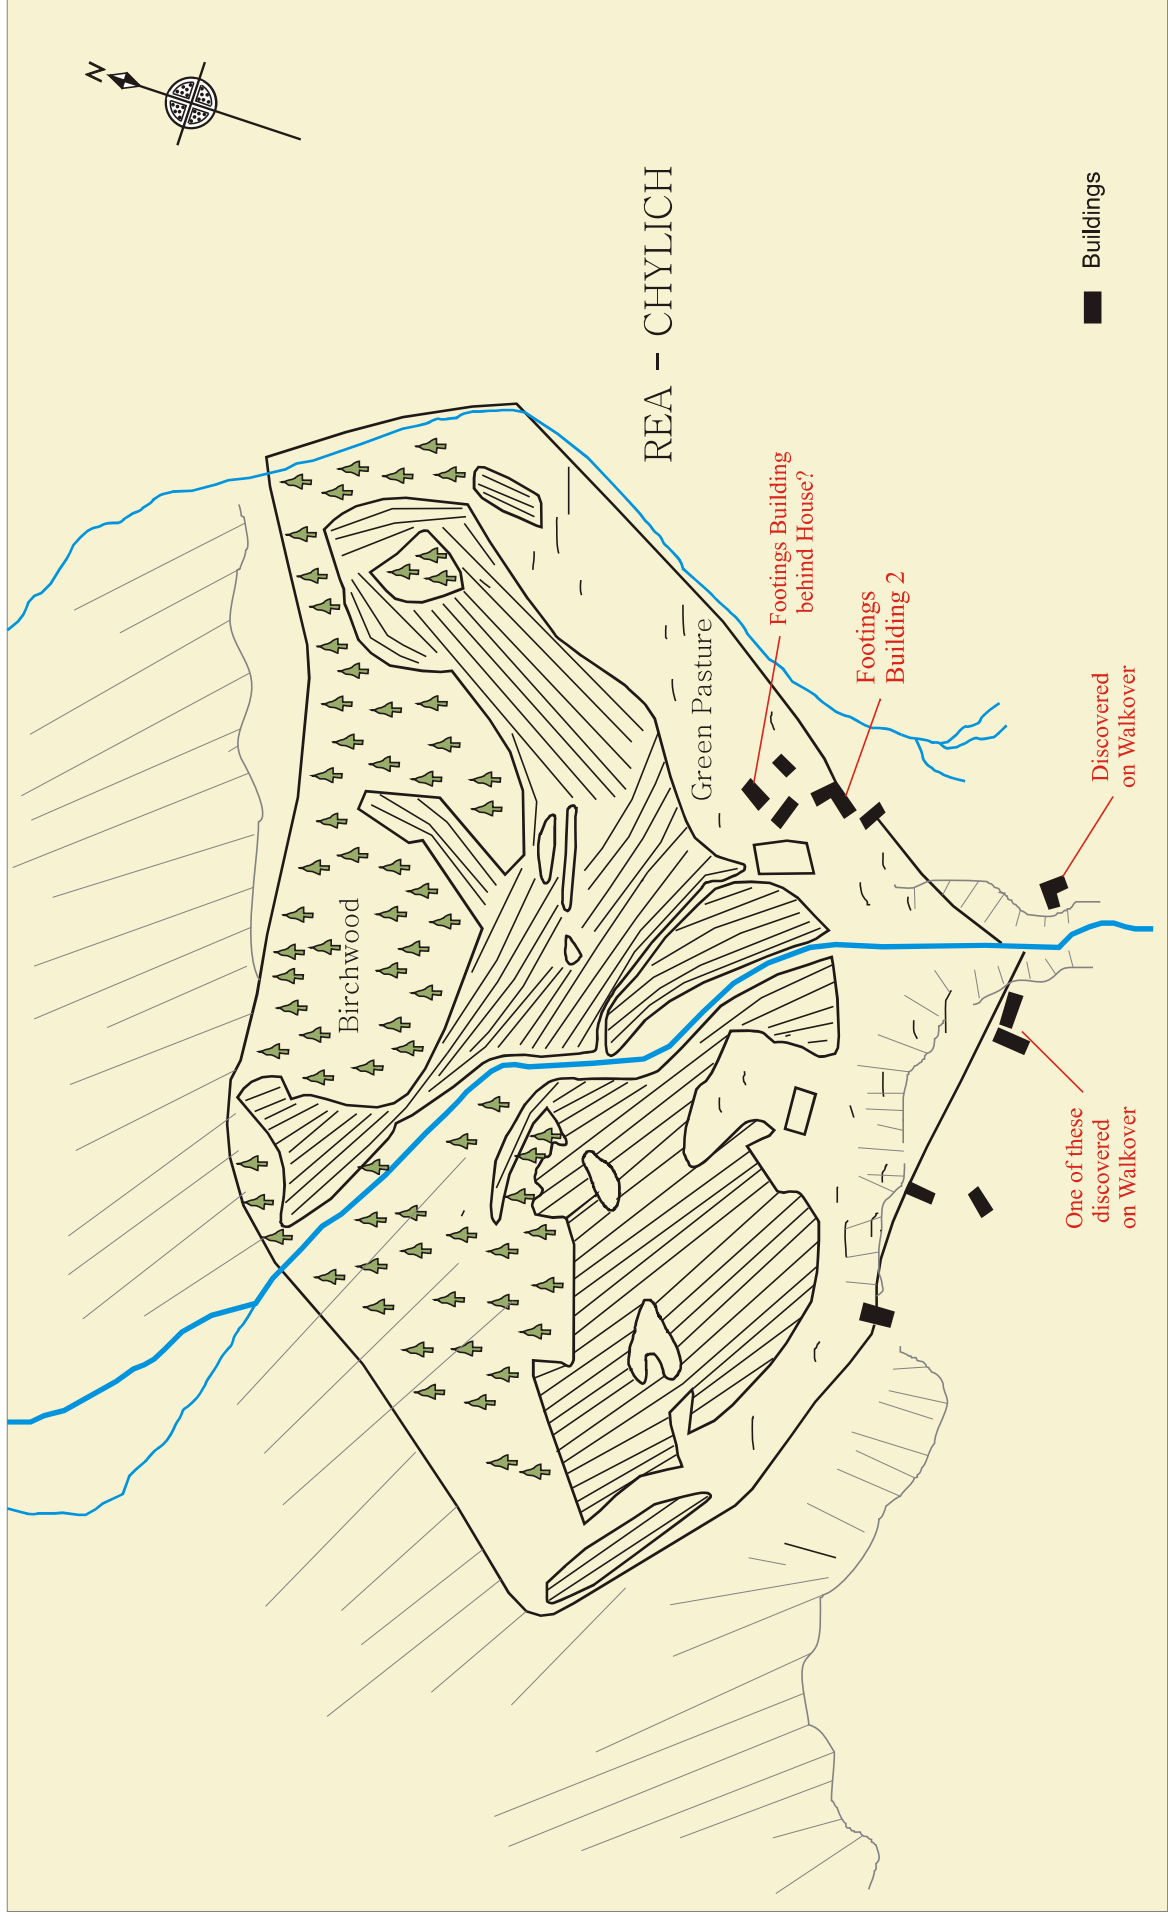 N
REA - CHYLICH
Buildings
Footings Building
behind House?
Footings
Building 2
Green Pasture
Discovered
on Walkover
Birchwood
One of these
discovered
on Walkover